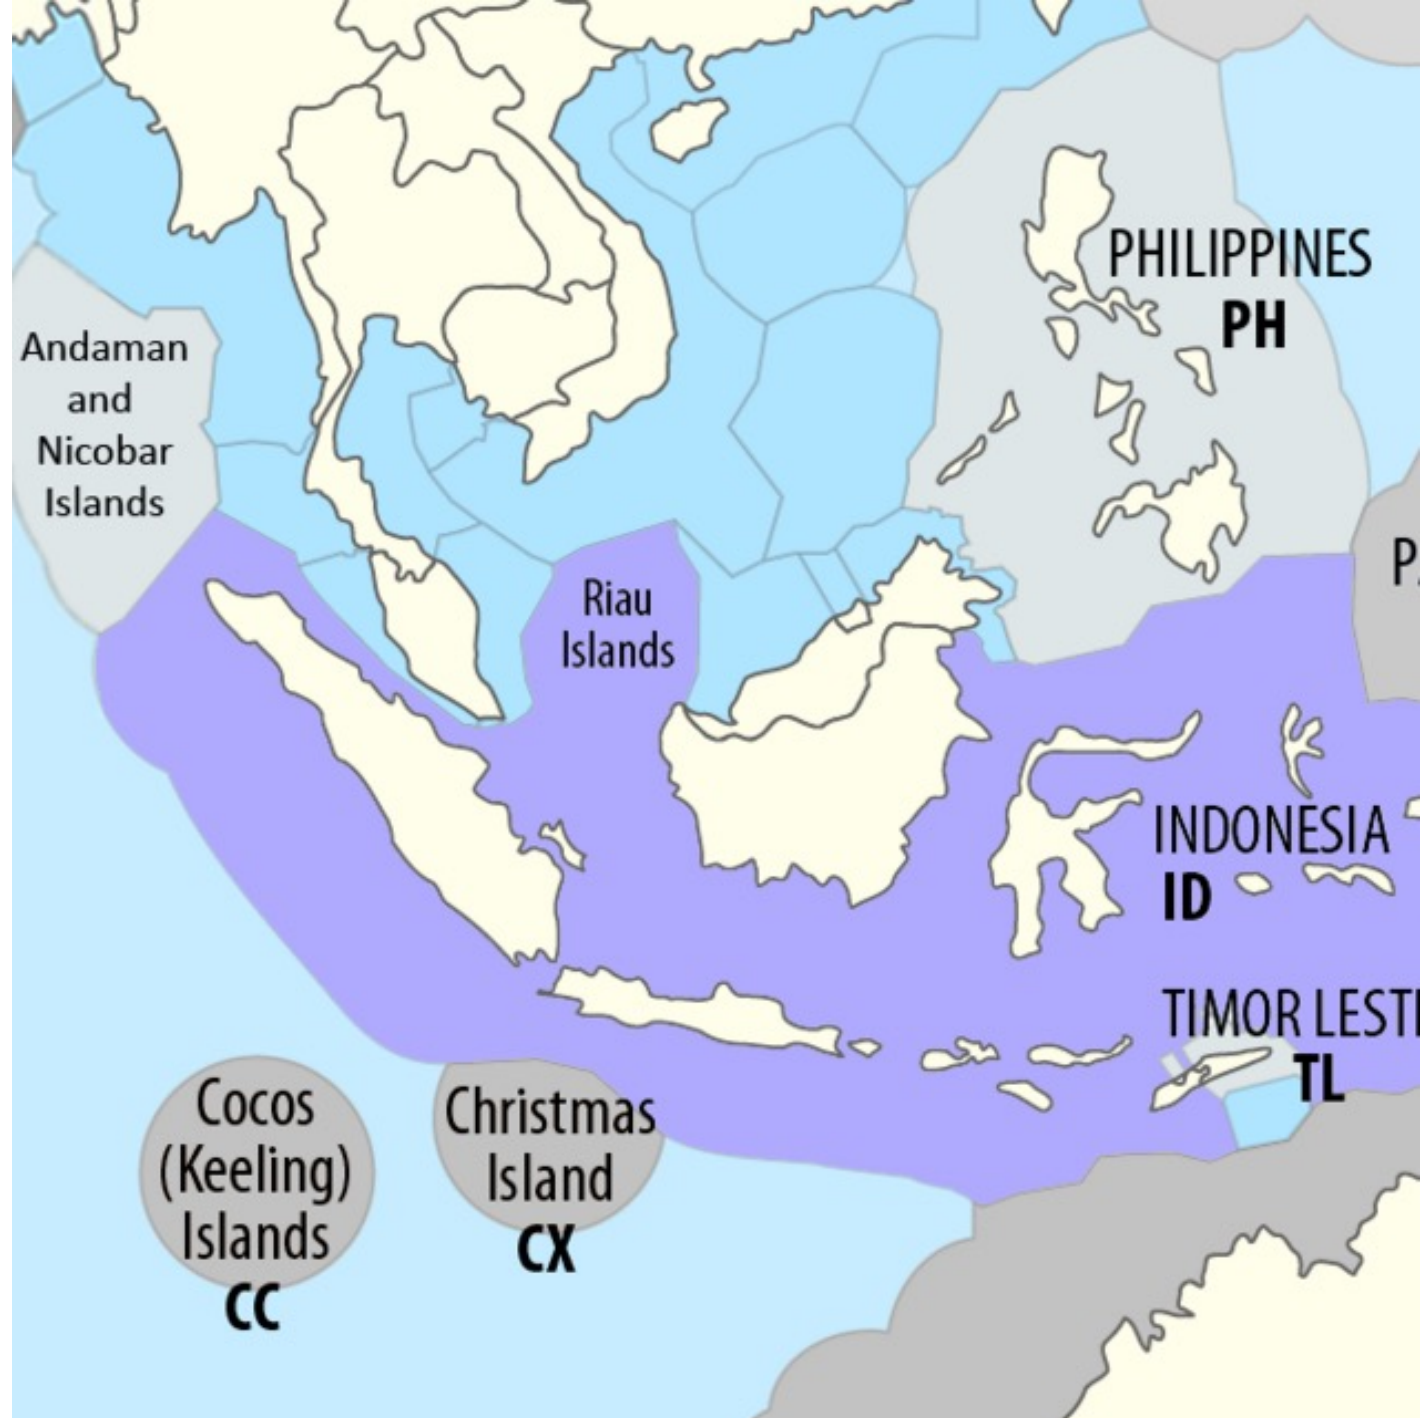 PHILIPPINES
PH
Andaman
and
Nicobar
Islands
Riau
Islands
INDONESIA
ID
TIMOR LEST
TL
Cocos
(Keeling)
Islands
CC
Christmas
Island
CX